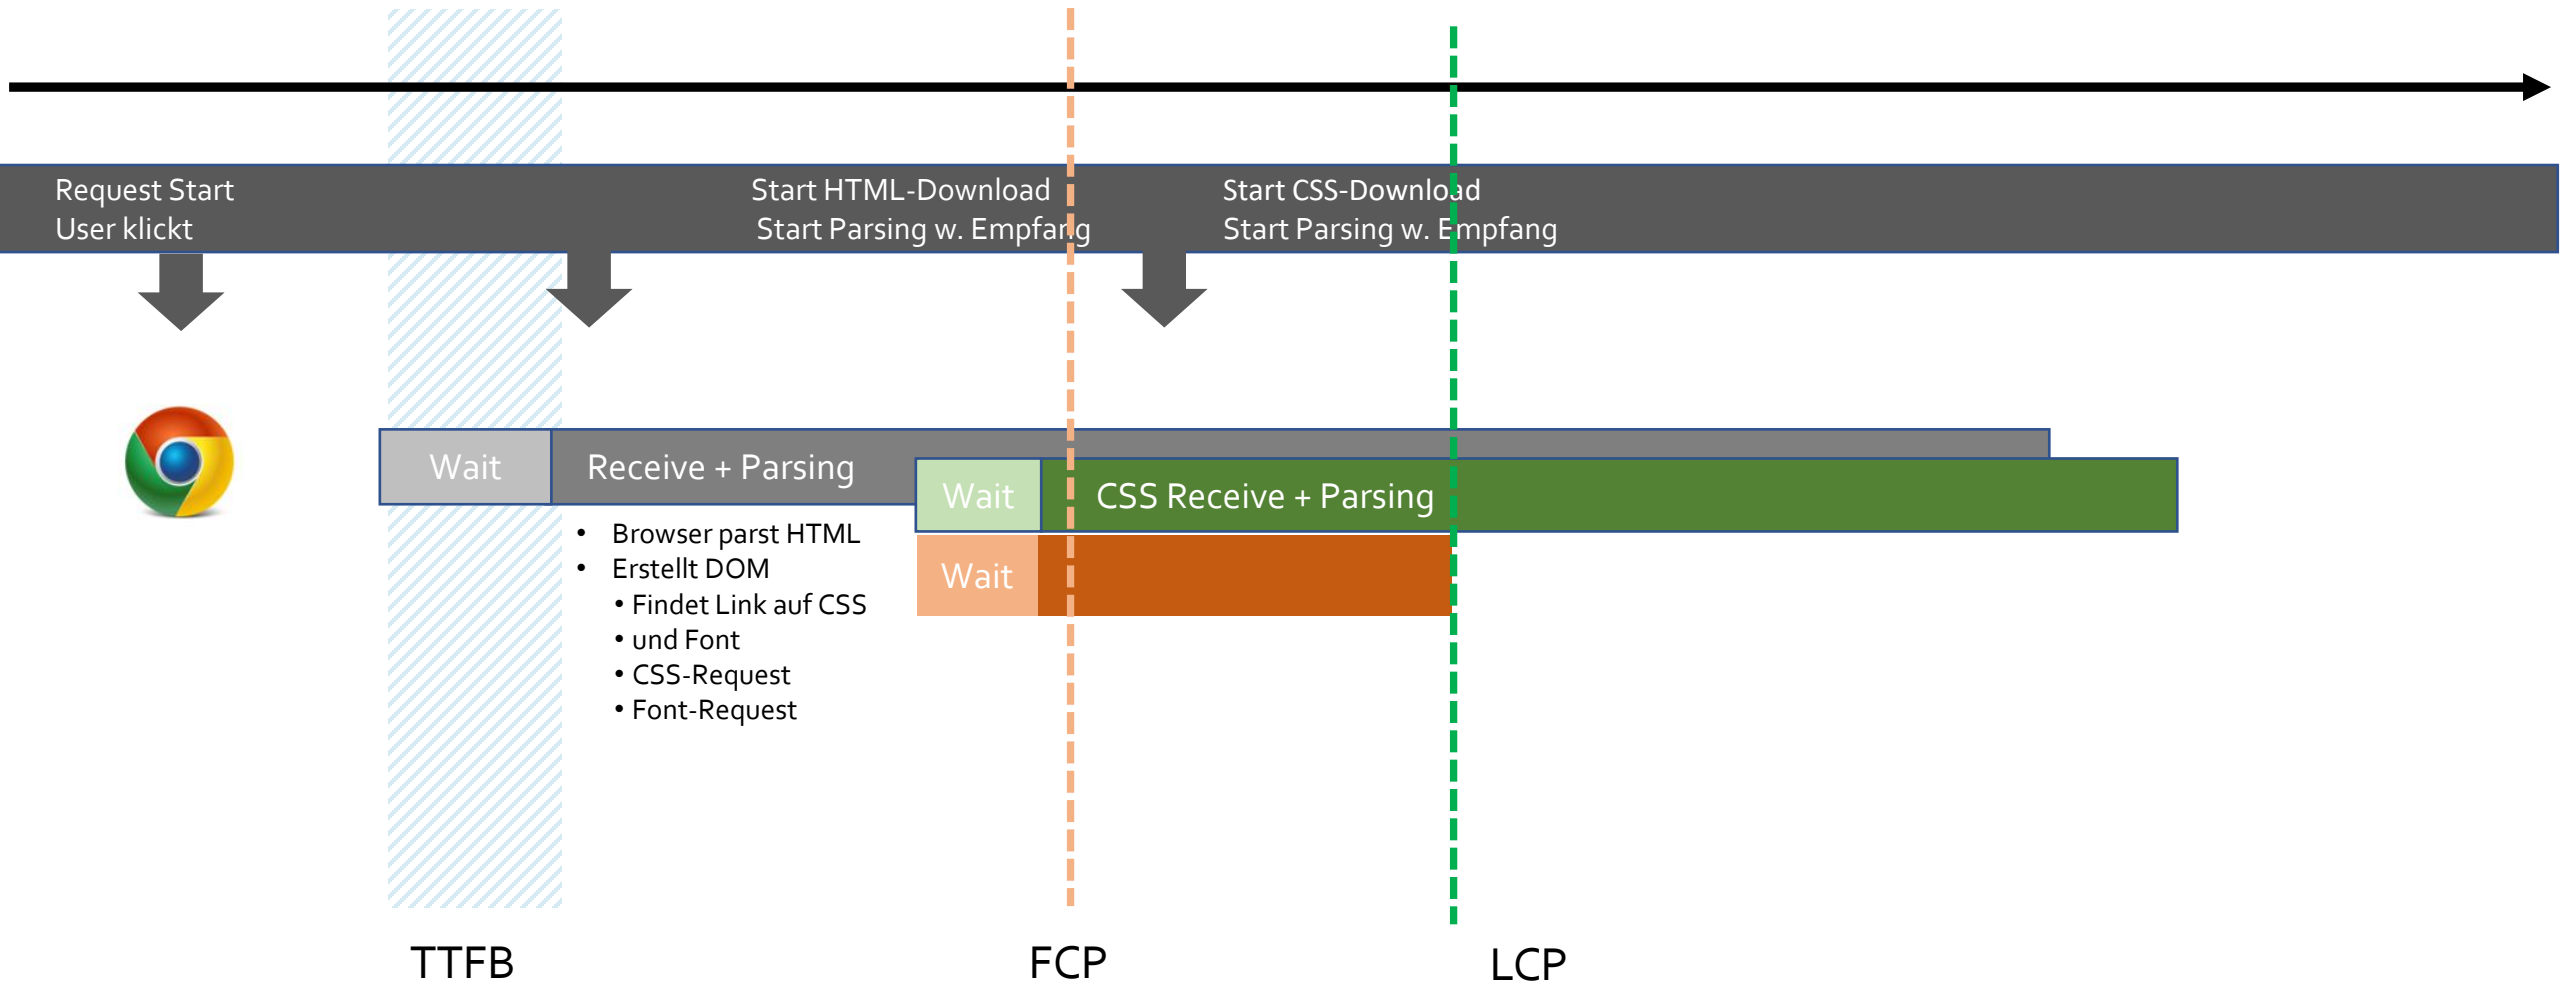 Request Start
User klickt
Start HTML-Download
Start Parsing w. Empfang
Start CSS-Download
Start Parsing w. Empfang
Wait
Receive + Parsing
Wait
CSS Receive + Parsing
Wait
• Browser parst HTML
• Erstellt DOM
• Findet Link auf CSS
• und Font
• CSS-Request
• Font-Request
TTFB
FCP
LCP